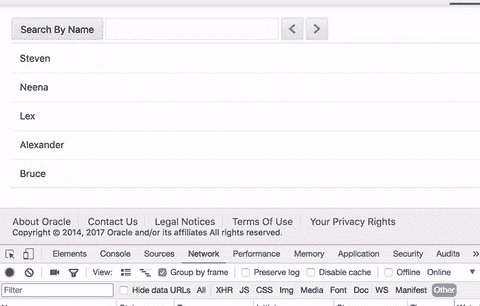 Search By Name
Steven
Neena
Lex
Alexander
Bruce
About Oracle Contact Us Legal Notices Terms Of Use Your Privacy Rights
Copyright © 2014, 2017 Oracle and/or its affiliates All rights reserved.
Elements Console Sources Network Performance Memory Application Security Audits »
View: Group by frame Preserve log Disable cache Offline Online
Filter Hide data URLs All XHR JS CSS Img Media Font Doc WS Manifest Other